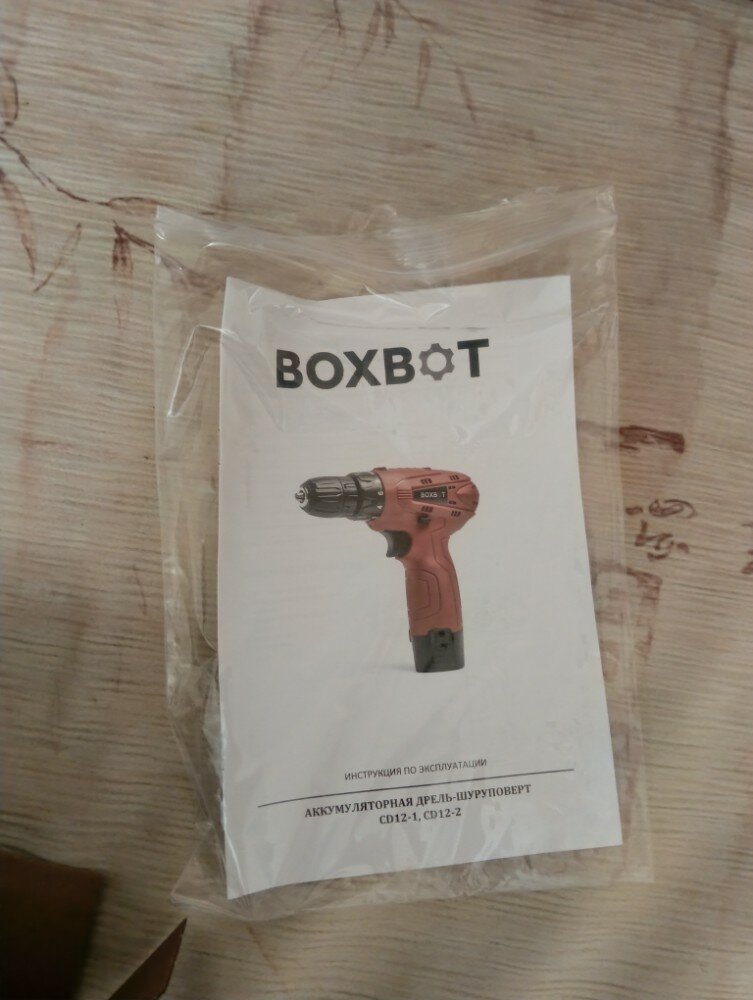 BOXBOT
BOXBOT
ИНСТРУКЦИЯ ПО ЭКСПЛУАТАЦИИ
АККУМУЛЯТОРНАЯ ДРЕЛЬ-ШУРУПОВЕРТ
CD12-1, CD12-2